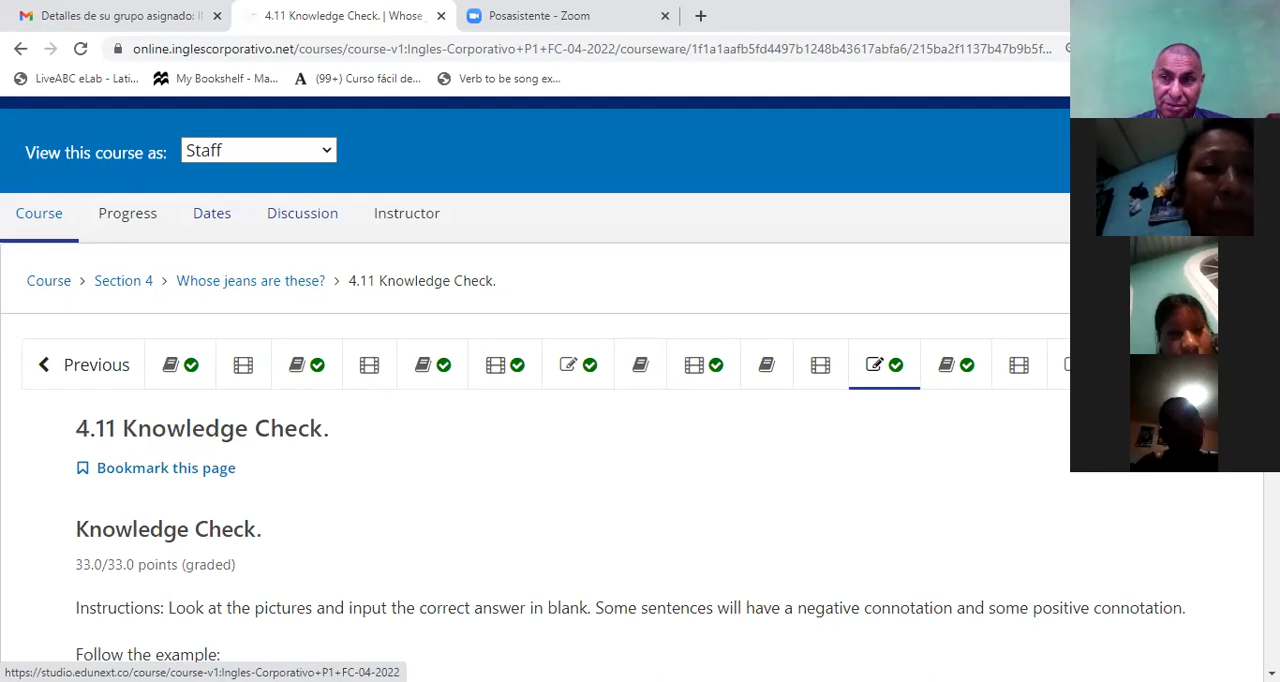 Detalles de su grupo asignado: I
4.11 Knowledge Check. | Whose
Posasistente - Zoom
online.inglescorporativo.net/courses/course-v1:Ingles-Corporativo+P1+FC-04-2022/courseware/1f1a1aafb5fd4497b1248b43617abfa6/215ba2f1137b47b9b5f...
LiveABC eLab - Lati...
My Bookshelf - Ma...
(99+) Curso fácil de...
Verb to be song ex...
View this course as: Staff
Course Progress Dates Discussion Instructor
Course > Section 4 > Whose jeans are these? > 4.11 Knowledge Check.
Previous
4.11 Knowledge Check.
Bookmark this page
Knowledge Check.
33.0/33.0 points (graded)
Instructions: Look at the pictures and input the correct answer in blank. Some sentences will have a negative connotation and some positive connotation.
Follow the example:
https://studio.edunext.co/course/course-v1:Ingles-Corporativo+P1+FC-04-2022